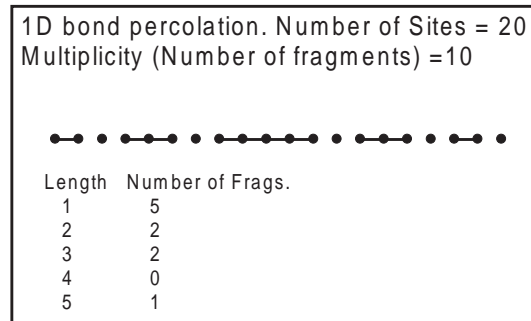 1D bond percolation. Number of Sites = 20
Multiplicity (Number of fragments) =10
Length Number of Frags.
1 5
2 2
3 2
4 0
5 1